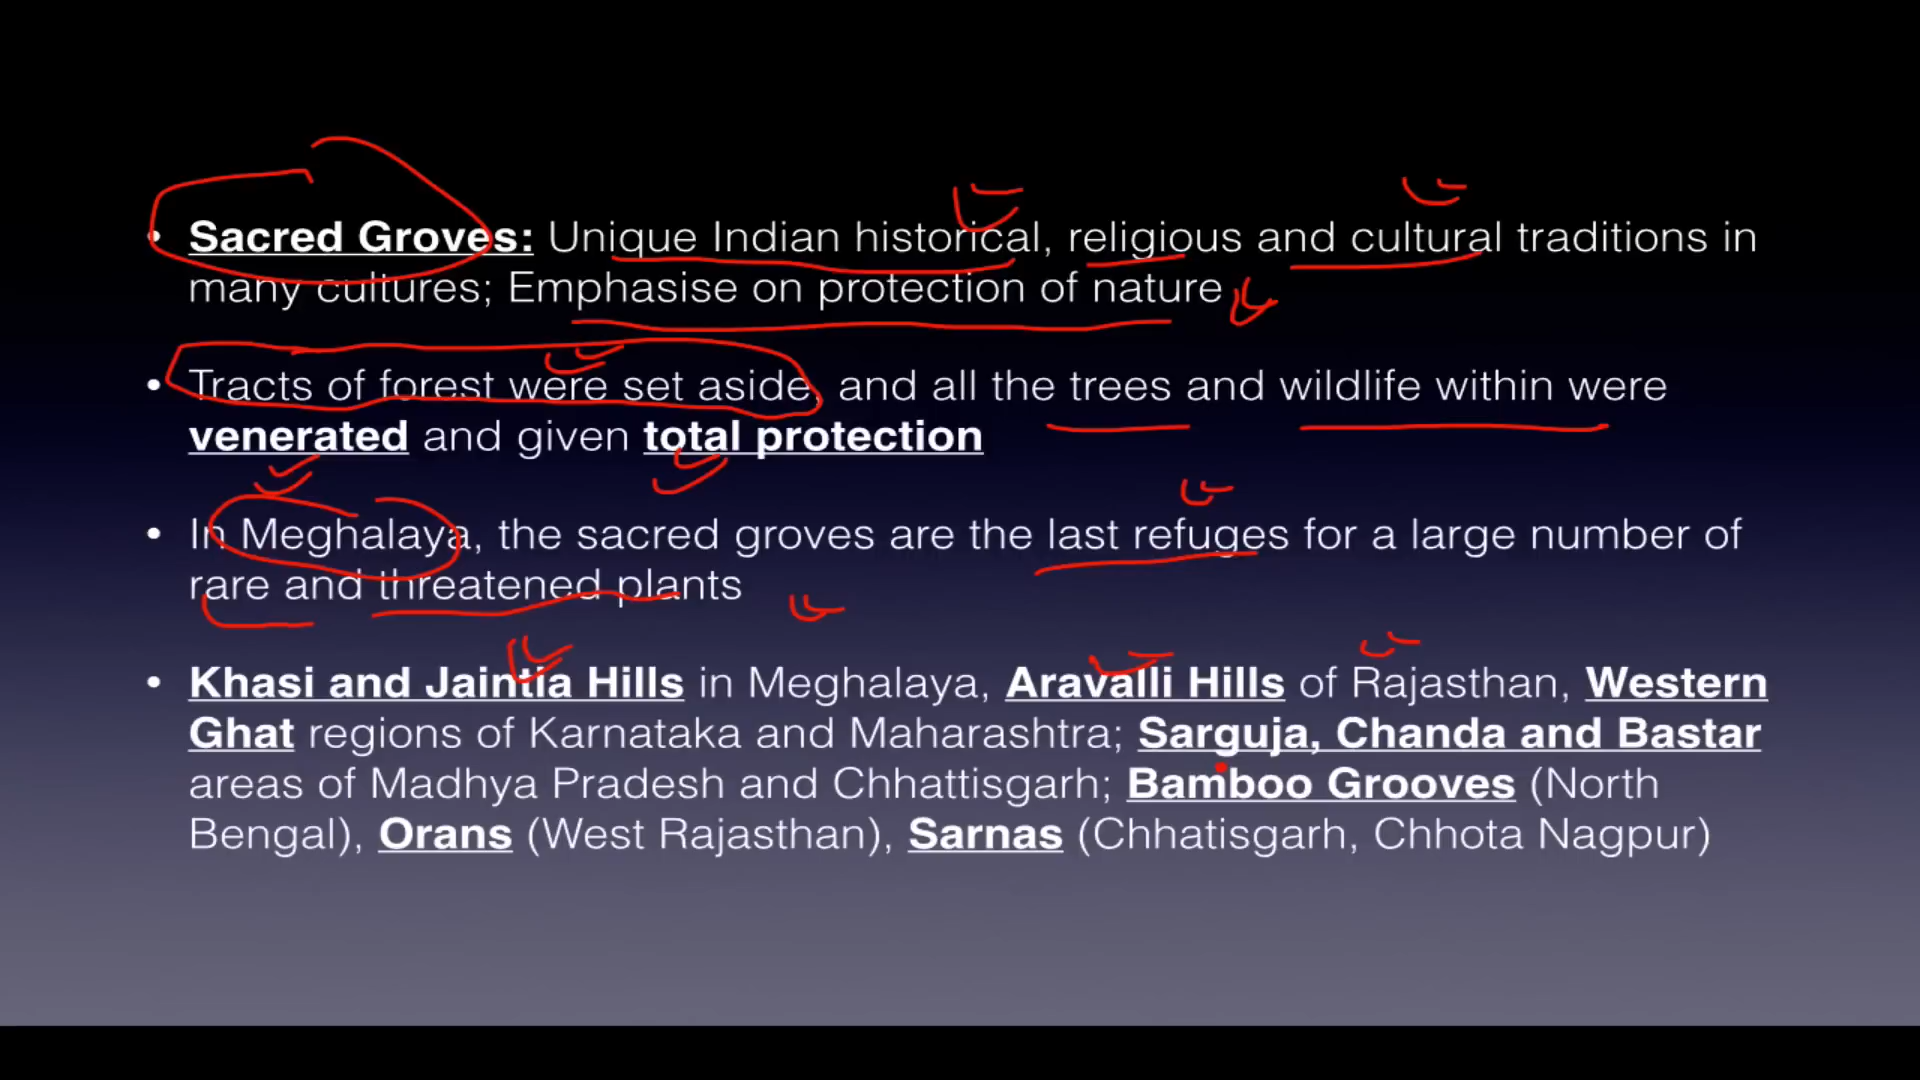 • Sacred Groves: Unique Indian historical, religious and cultural traditions in
many cultures; Emphasise on protection of nature
• Tracts of forest were set aside, and all the trees and wildlife within were
venerated and given total protection
• In Meghalaya, the sacred groves are the last refuges for a large number of
rare and threatened plants
• Khasi and Jaintia Hills in Meghalaya, Aravalli Hills of Rajasthan, Western
Ghat regions of Karnataka and Maharashtra; Sarguja, Chanda and Bastar
areas of Madhya Pradesh and Chhattisgarh; Bamboo Grooves (North
Bengal), Orans (West Rajasthan), Sarnas (Chhatisgarh, Chhota Nagpur)